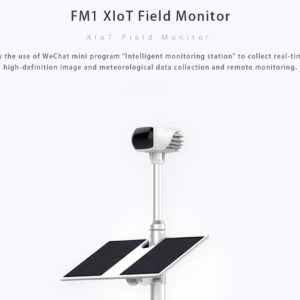 FM1 XIoT Field Monitor
XIoT Field Monitor
y the use of WeChat mini program "Intelligent monitoring station" to collect real-tim
high-definition image and meteorological data collection and remote monitoring.